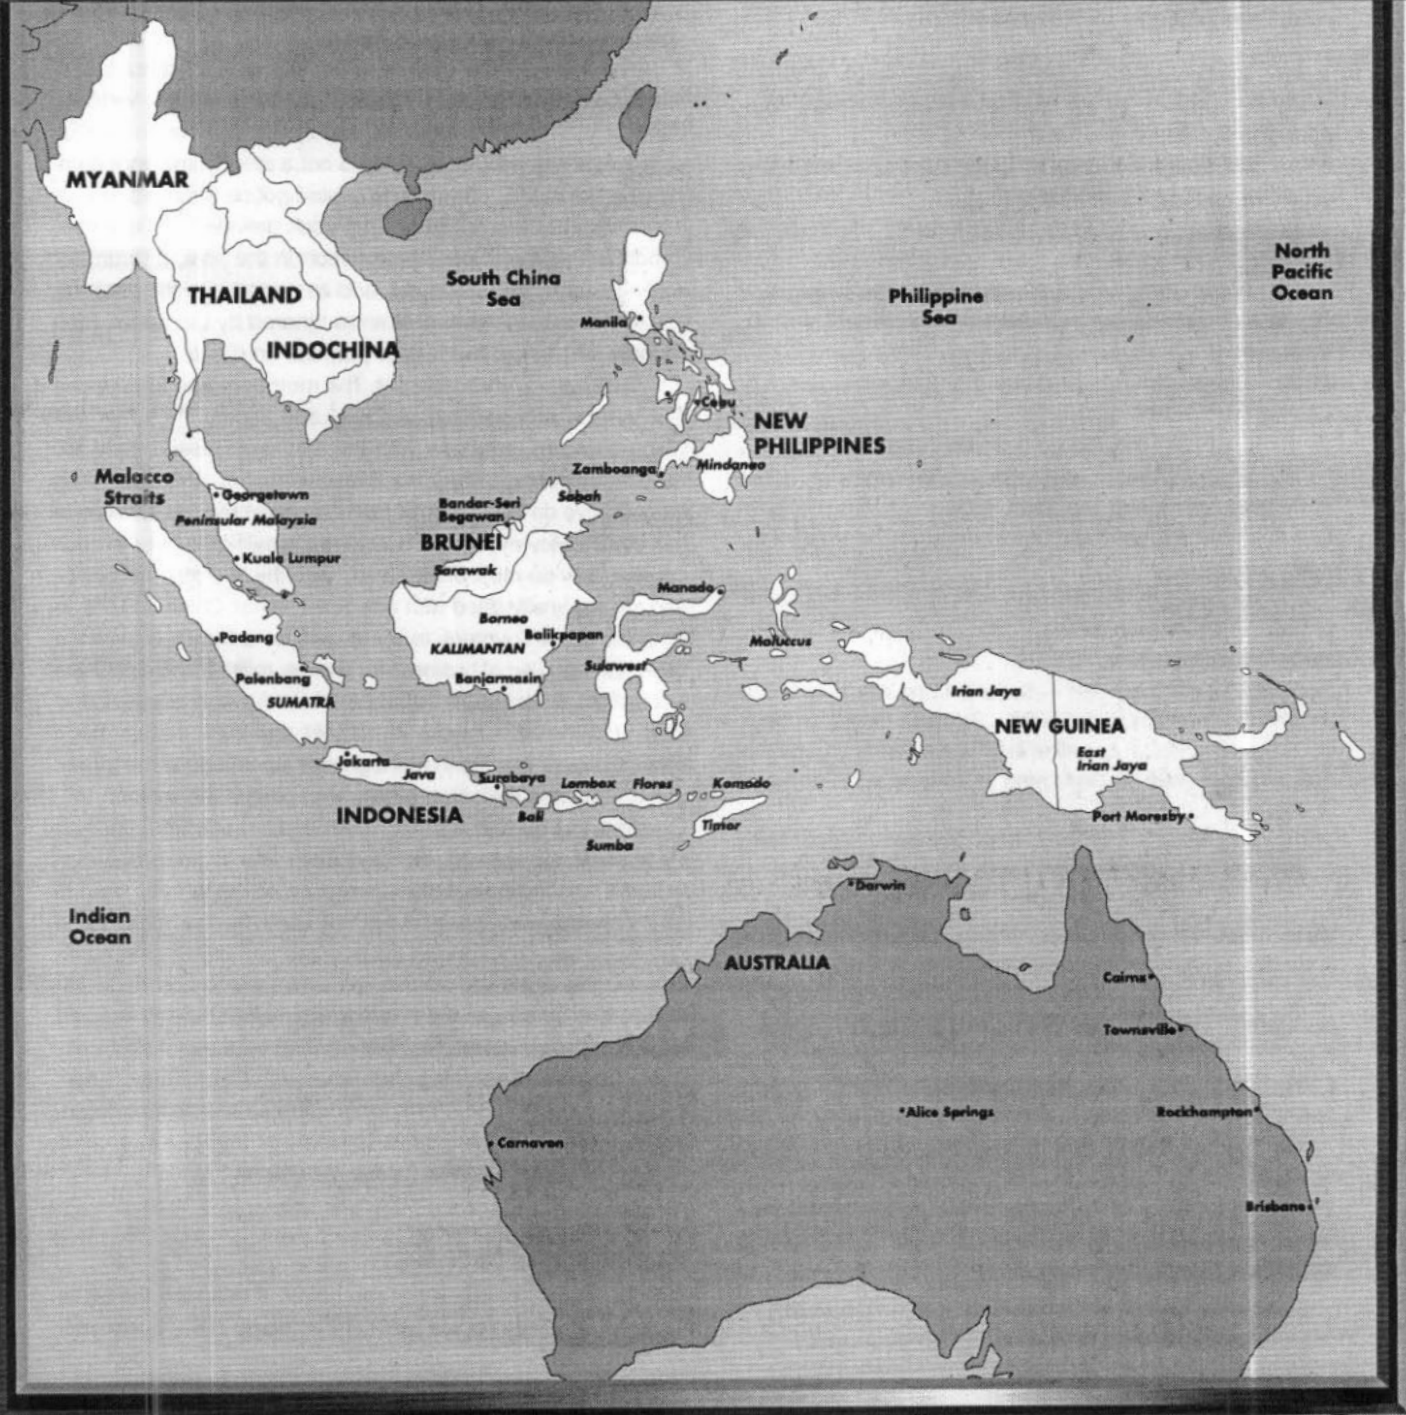 MYANMAR
THAILAND
INDOCHINA
South China
Sea
Philippine
Sea
North
Pacific
Ocean
Manila
Cebu
NEW
PHILIPPINES
Zamboanga
Mindanao
Malacco
Straits
Georgetown
Peninsular Malaysia
Kuala Lumpur
Bandar-Seri
Begawan
Sabah
BRUNEI
Sarawak
Manado
Borneo
Balikpapan
KALIMANTAN
Banjarmasin
Sulawesi
Moluccus
Padang
Palenbang
SUMATRA
Irian Jaya
NEW GUINEA
East
Irian Jaya
Port Moresby
Jakarta
Java
Surabaya
Lombox
Flores
Komodo
INDONESIA
Bali
Timor
Sumba
Indian
Ocean
Darwin
AUSTRALIA
Cairns
Townsville
Alice Springs
Rockhampton
Carnavon
Brisbane